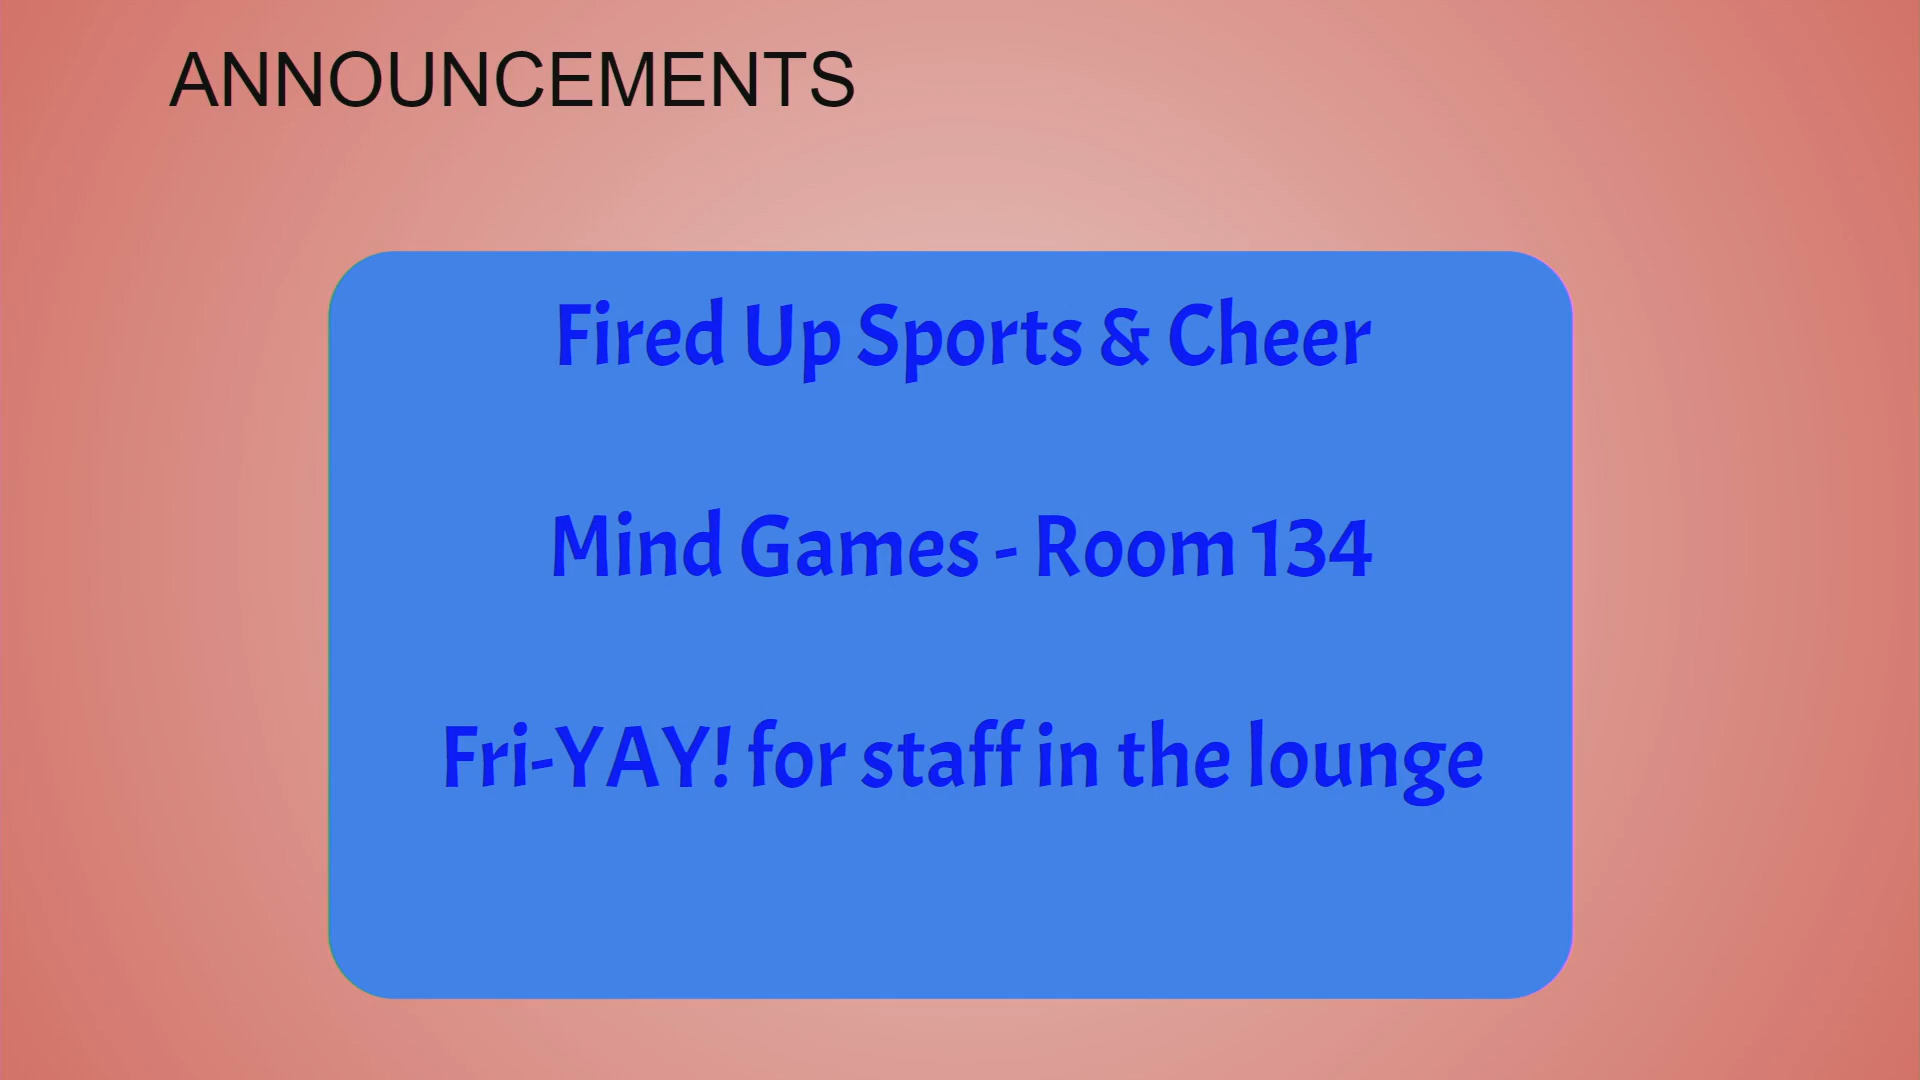 ANNOUNCEMENTS
Fired Up Sports & Cheer
Mind Games - Room 134
Fri-YAY! for staff in the lounge